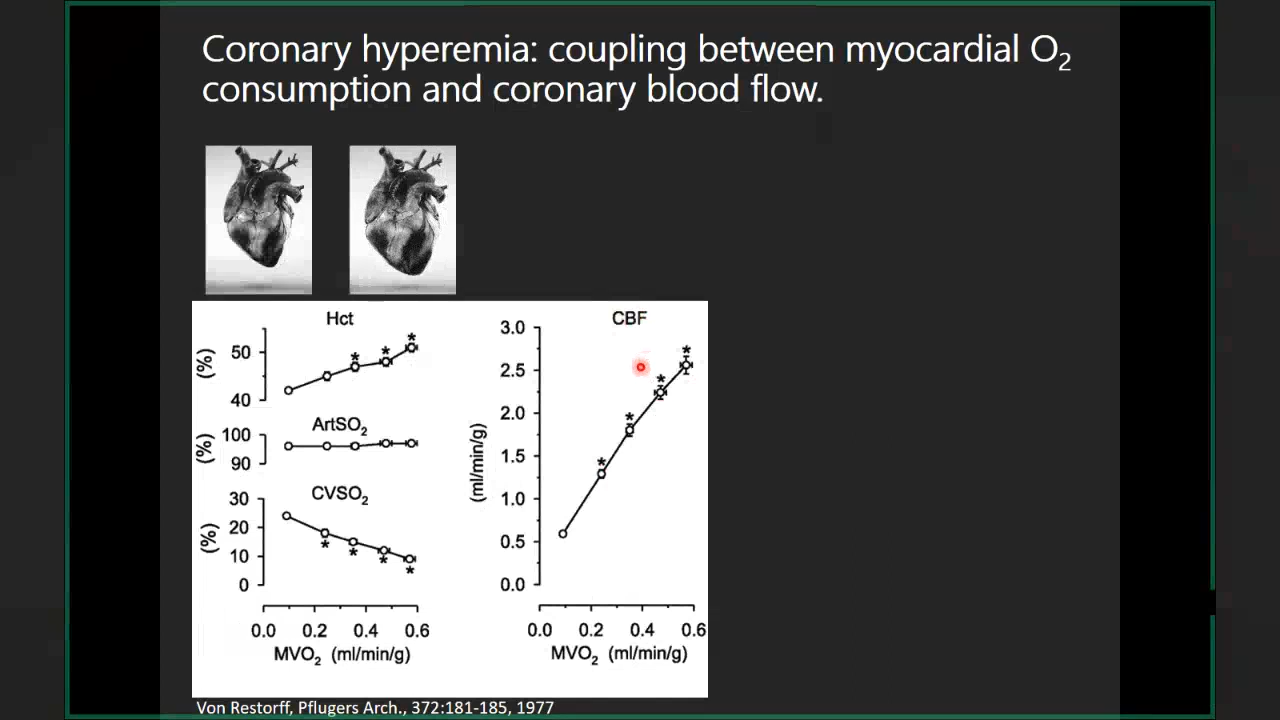 Coronary hyperemia: coupling between myocardial O₂
consumption and coronary blood flow.
Hct
(%)
50
40
*
*
*
ArtSO₂
(%)
100
90
CVSO₂
(%)
30
20
10
0
*
*
*
*
0.0 0.2 0.4 0.6
MVO₂ (ml/min/g)
CBF
(ml/min/g)
3.0
2.5
2.0
1.5
1.0
0.5
0.0
*
*
*
*
0.0 0.2 0.4 0.6
MVO₂ (ml/min/g)
Von Restorff, Pflugers Arch., 372:181-185, 1977